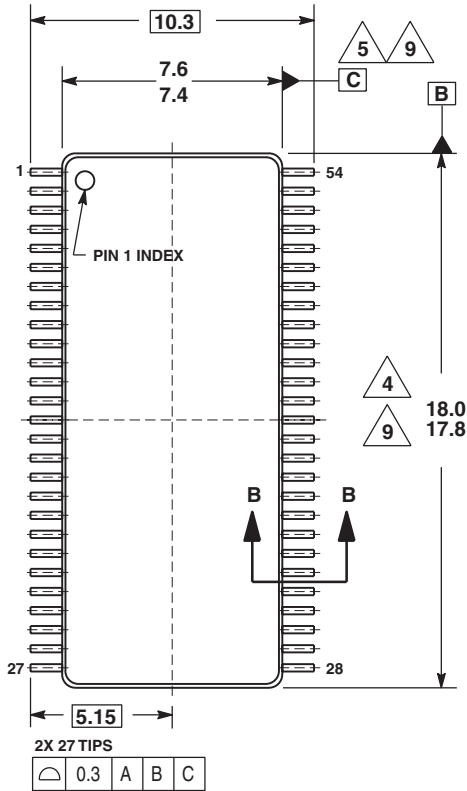 10.3
5 9
7.6
7.4
C
B
1 54
PIN 1 INDEX
4
9
18.0
17.8
B B
27 28
5.15
2X 27 TIPS
⌓ 0.3 A B C